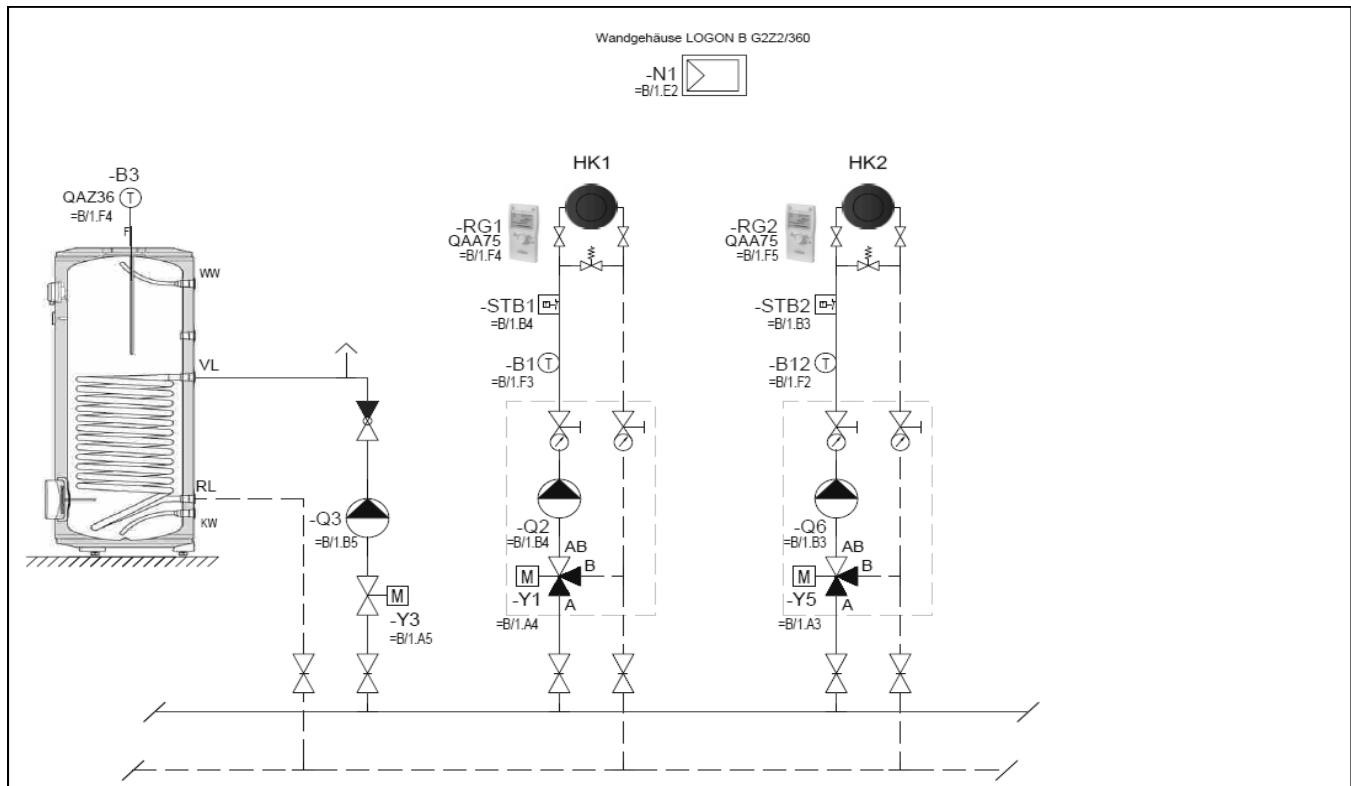 Wandgehäuse LOGON B G2Z2/360
-N1
=B/1.E2
-B3
QAZ36
T
=B/1.F4
F
WW
VL
RL
KW
-Q3
=B/1.B5
M
-Y3
=B/1.A5
HK1
-RG1
QAA75
=B/1.F4
-STB1
=B/1.B4
-B1
T
=B/1.F3
-Q2
=B/1.B4
AB
B
M
-Y1
A
=B/1.A4
HK2
-RG2
QAA75
=B/1.F5
-STB2
=B/1.B3
-B12
T
=B/1.F2
-Q6
=B/1.B3
AB
B
M
-Y5
A
=B/1.A3